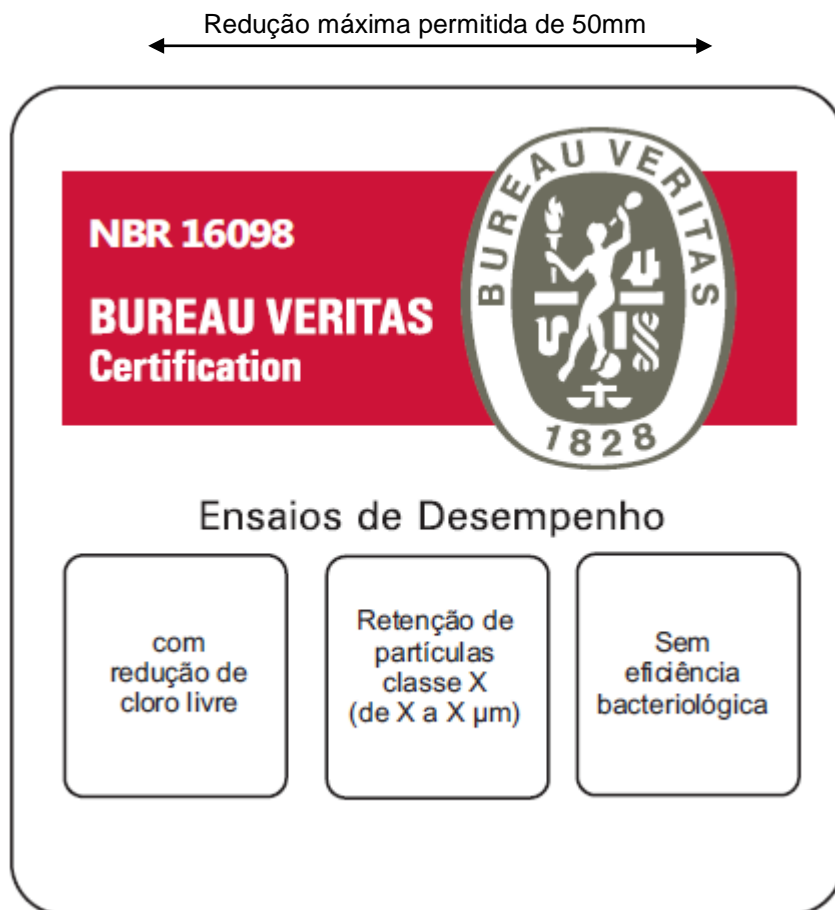 Redução máxima permitida de 50mm
NBR 16098
BUREAU VERITAS
Certification
BUREAU VERITAS
1828
Ensaios de Desempenho
com
redução de
cloro livre
Retenção de
partículas
classe X
(de X a X µm)
Sem
eficiência
bacteriológica